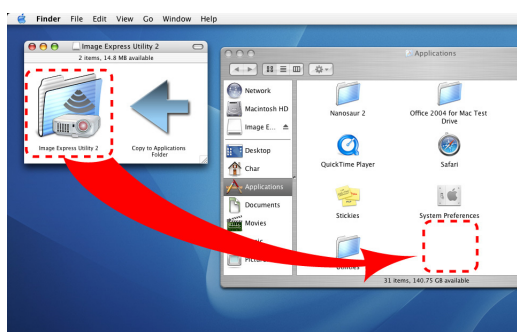 Finder File Edit View Go Window Help
Image Express Utility 2
2 items, 14.8 MB available
Image Express Utility 2
Copy to Applications
Folder
Applications
Network
Macintosh HD
Image E...
Desktop
Char
Applications
Documents
Movies
Nanosaur 2
Office 2004 for Mac Test
Drive
QuickTime Player
Safari
Stickies
System Preferences
31 items, 140.75 GB available